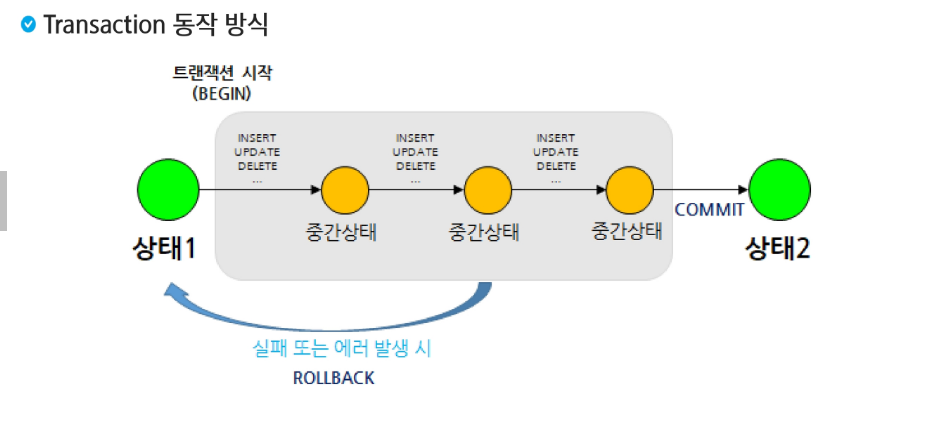 Transaction 동작 방식
트랜잭션 시작
(BEGIN)
INSERT
UPDATE
DELETE
...
INSERT
UPDATE
DELETE
...
INSERT
UPDATE
DELETE
...
상태1
중간상태
중간상태
중간상태
COMMIT
상태2
실패 또는 에러 발생 시
ROLLBACK